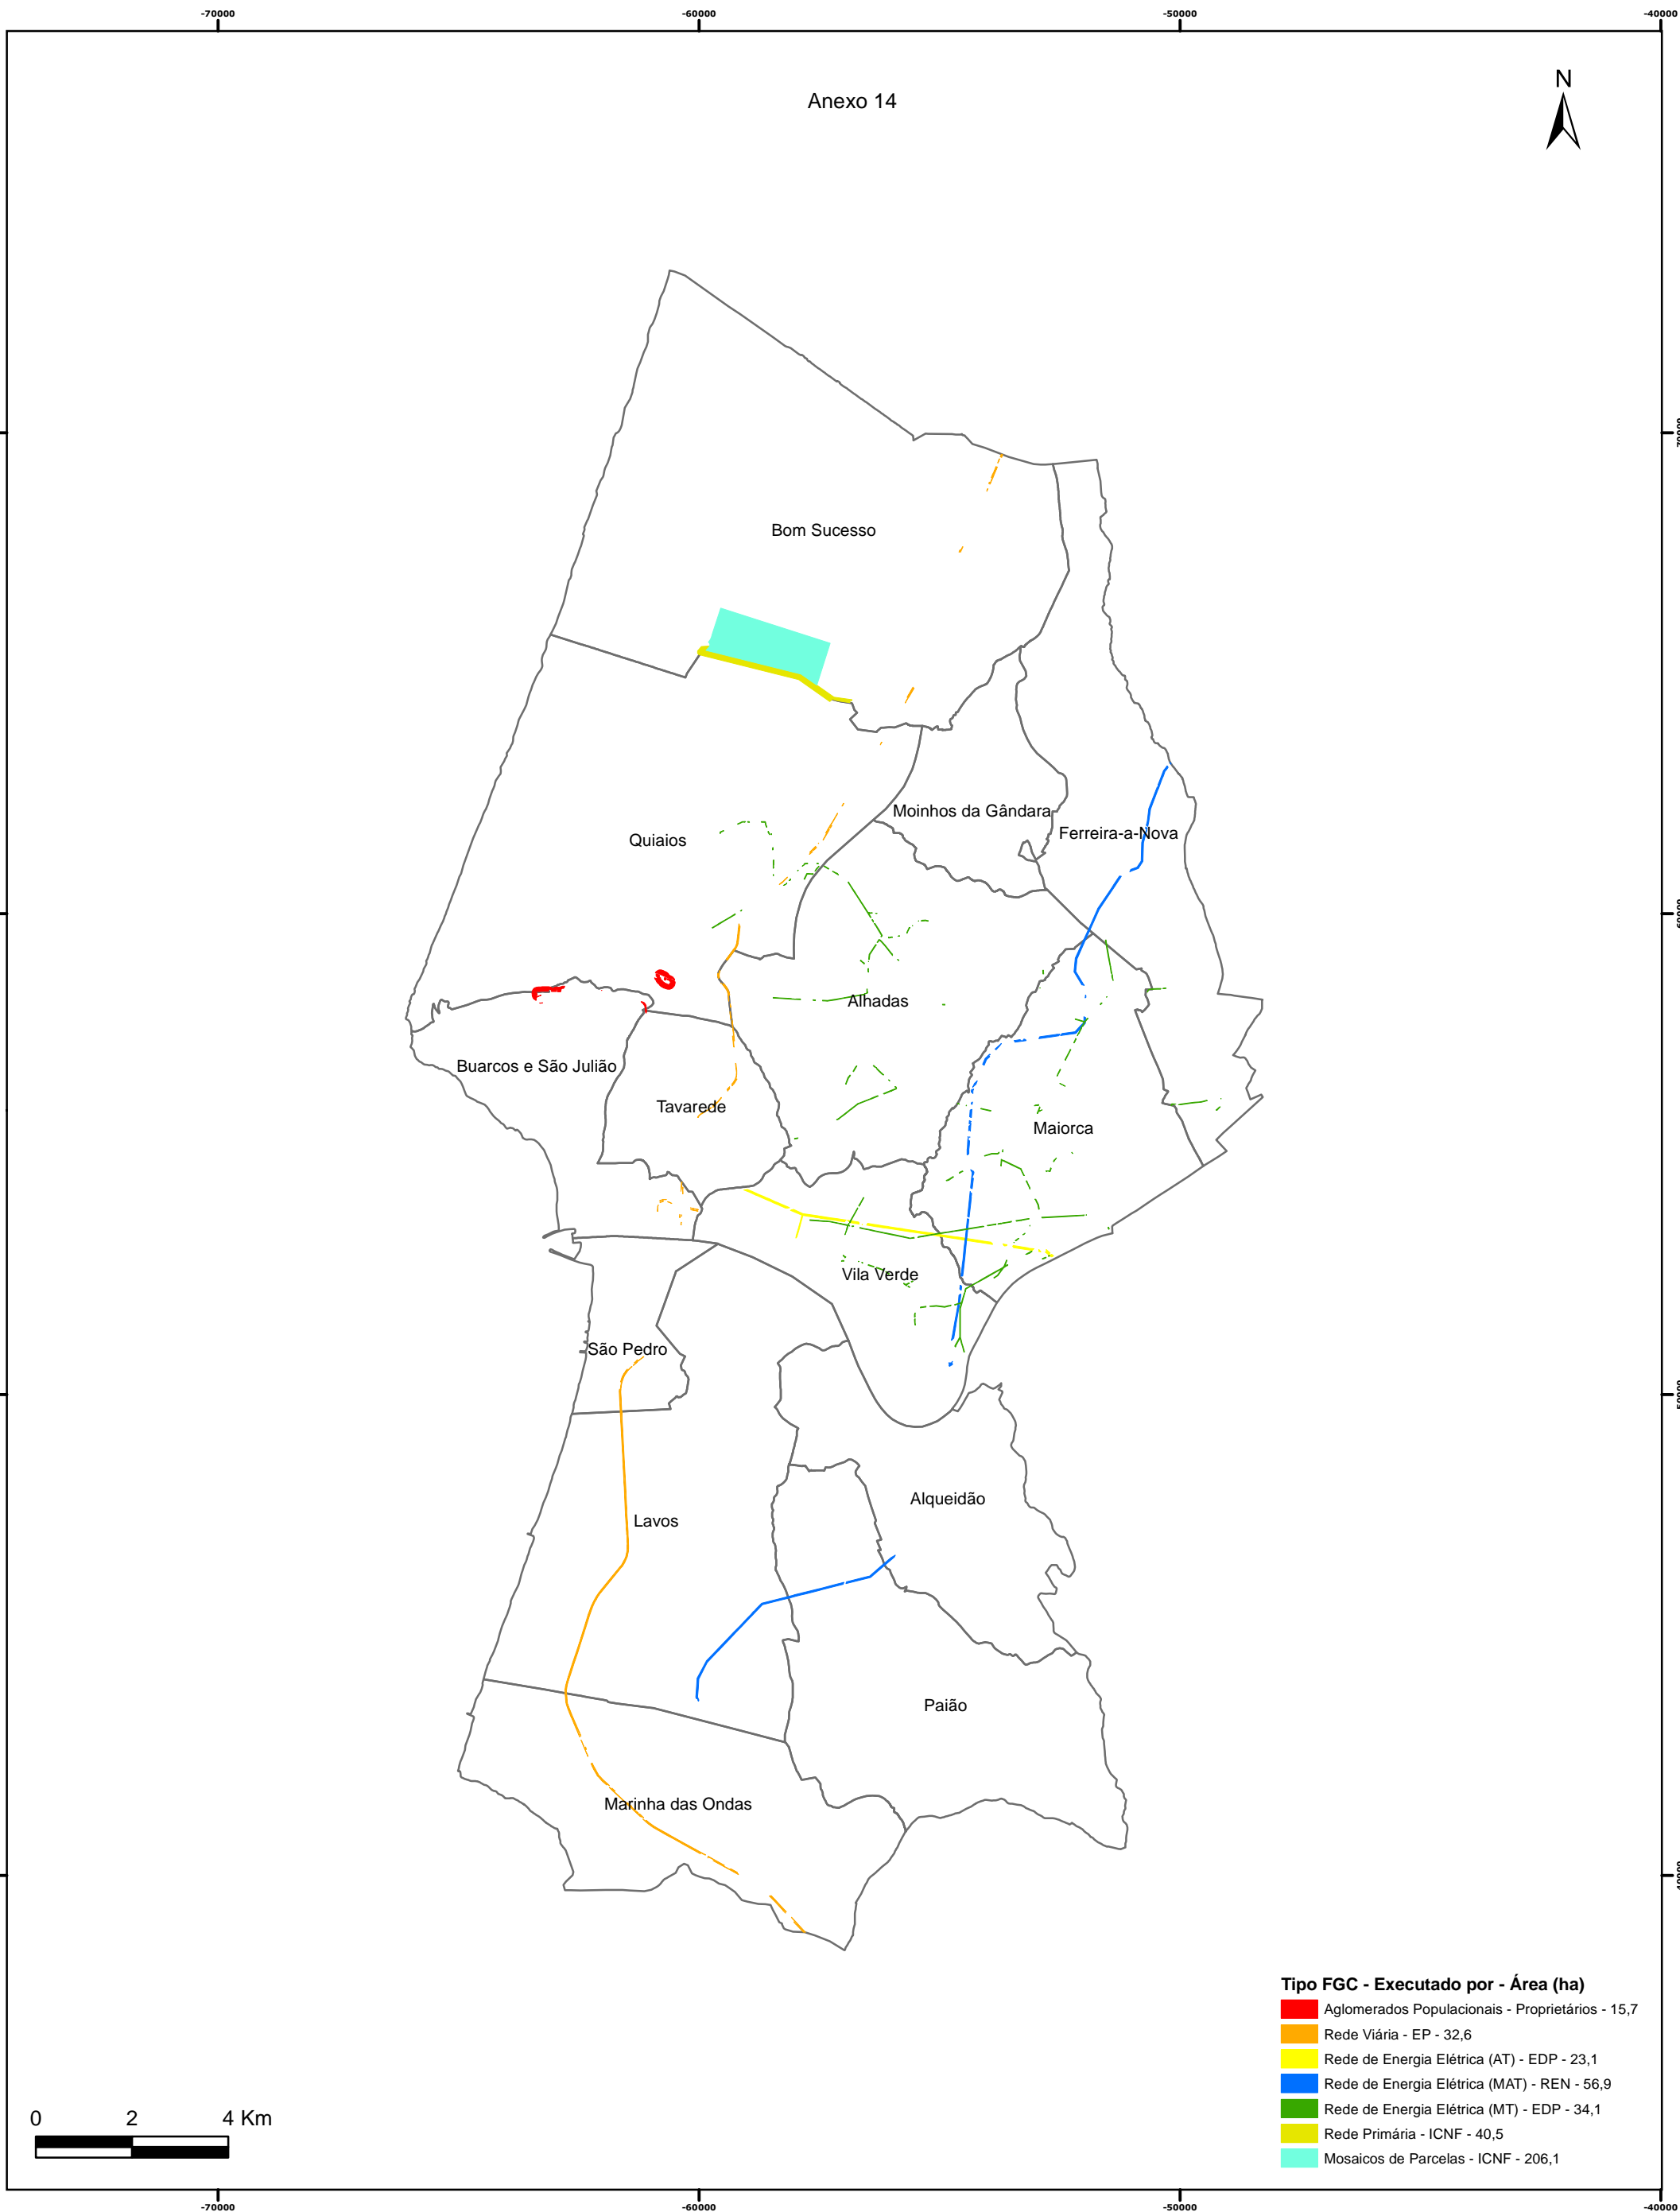 -70000 -60000 -50000 -40000
Anexo 14
N
70000
Bom Sucesso
Moinhos da Gândara
Ferreira-a-Nova
Quiaios
60000
Alhadas
Buarcos e São Julião
Tavarede
Maiorca
Vila Verde
São Pedro
50000
Alqueidão
Lavos
Paião
Marinha das Ondas
40000
Tipo FGC - Executado por - Área (ha)
Aglomerados Populacionais - Proprietários - 15,7
Rede Viária - EP - 32,6
Rede de Energia Elétrica (AT) - EDP - 23,1
Rede de Energia Elétrica (MAT) - REN - 56,9
Rede de Energia Elétrica (MT) - EDP - 34,1
Rede Primária - ICNF - 40,5
Mosaicos de Parcelas - ICNF - 206,1
0 2 4 Km
-70000 -60000 -50000 -40000